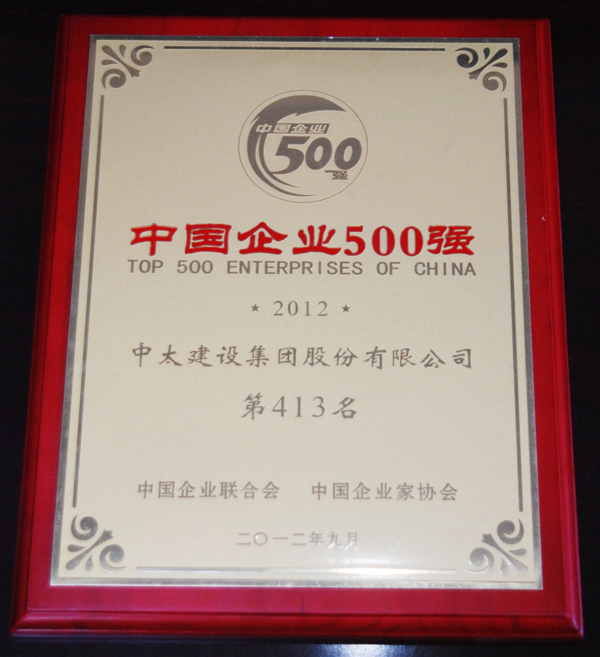 中国企业
500
强
中国企业500强
TOP 500 ENTERPRISES OF CHINA
★ 2012 ★
中太建设集团股份有限公司
第413名
中国企业联合会 中国企业家协会
二〇一二年九月